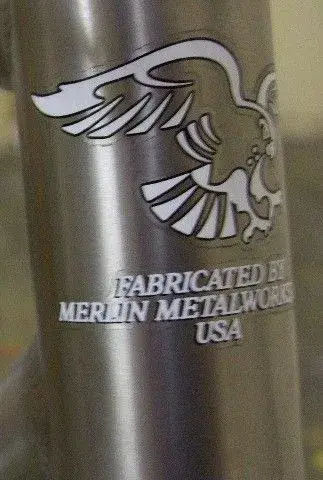 FABRICATED BY
MERLIN METALWORKS
USA